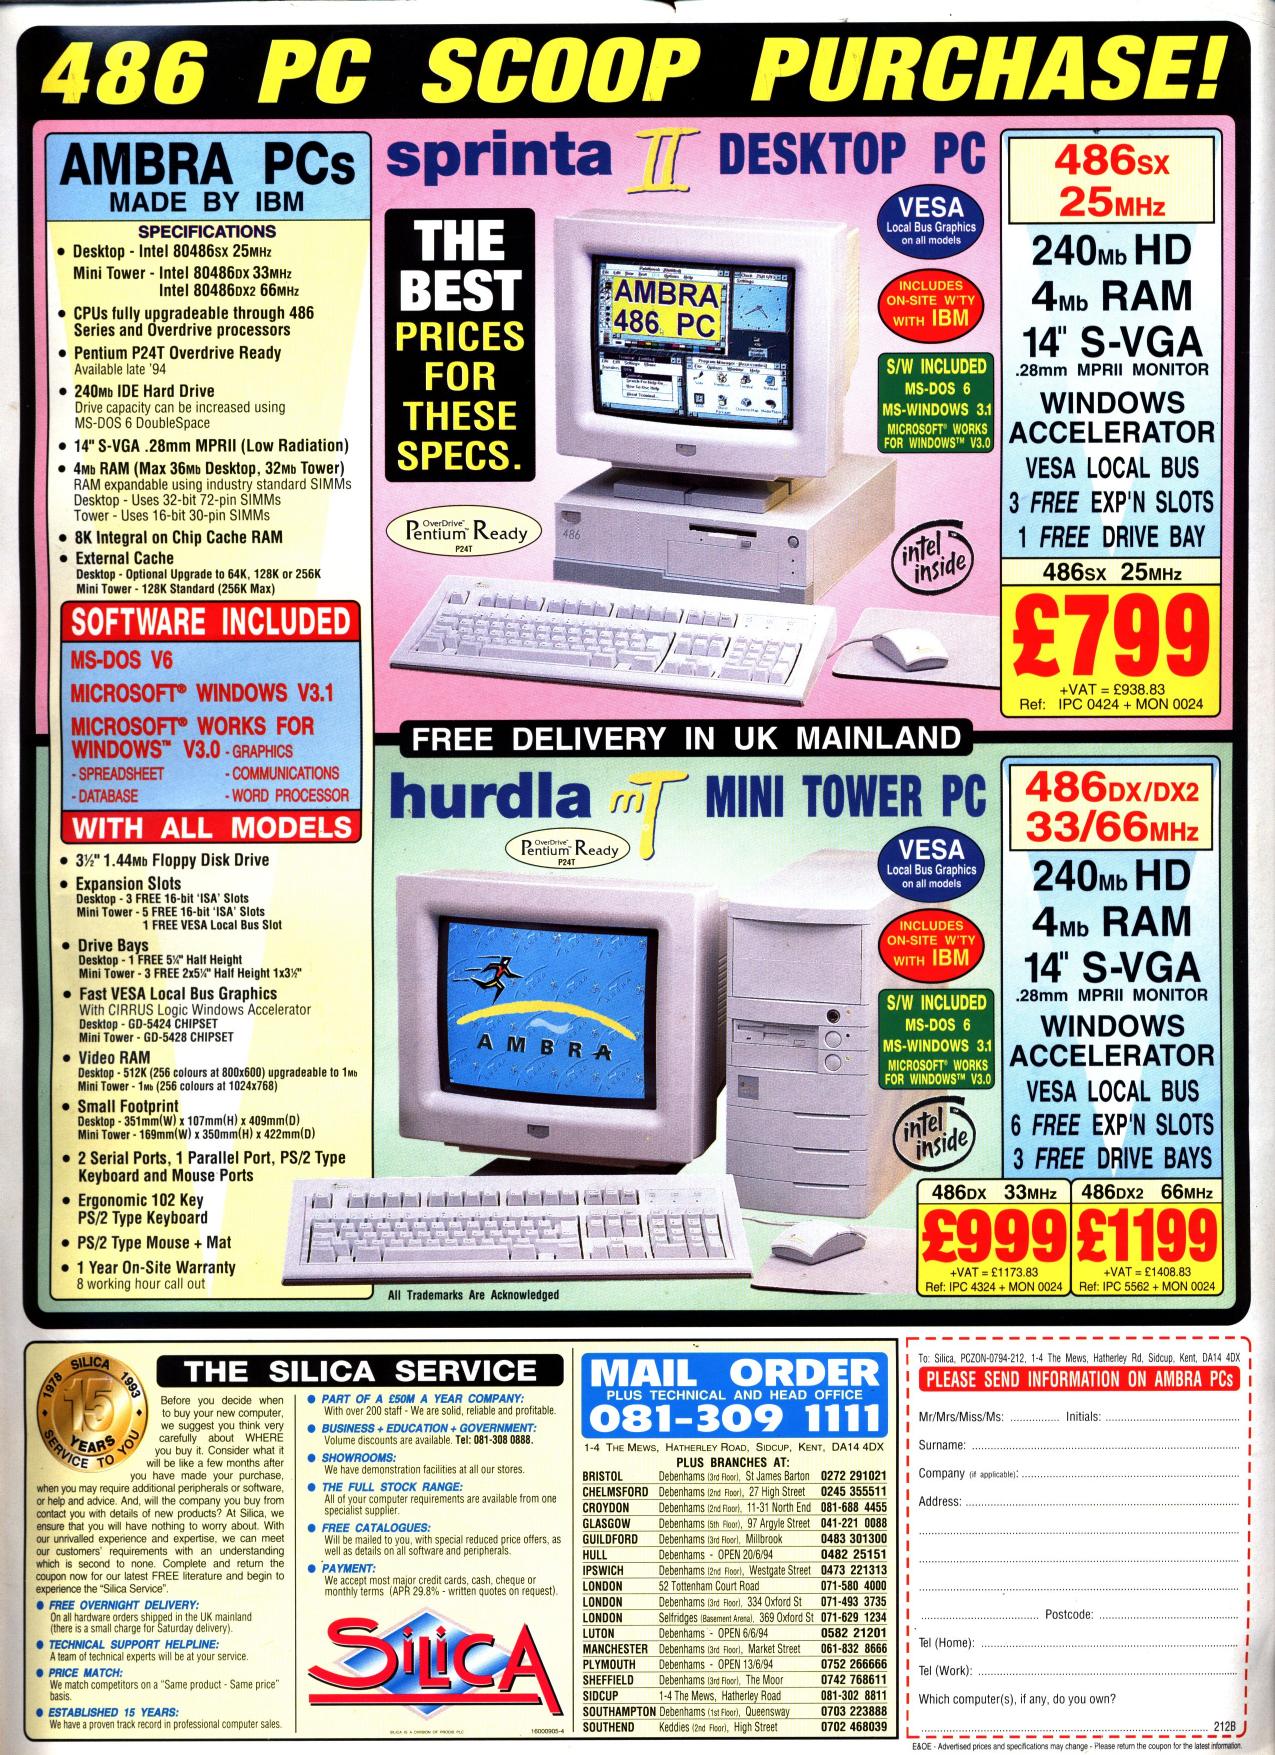 486 PC SCOOP PURCHASE!
AMBRA PCs
MADE BY IBM
SPECIFICATIONS
• Desktop - Intel 80486SX 25MHz
Mini Tower - Intel 80486DX 33MHz
Intel 80486DX2 66MHz
• CPUs fully upgradeable through 486
Series and Overdrive processors
• Pentium P24T Overdrive Ready
Available late '94
• 240Mb IDE Hard Drive
Drive capacity can be increased using
MS-DOS 6 DoubleSpace
• 14" S-VGA .28mm MPRII (Low Radiation)
• 4Mb RAM (Max 36Mb Desktop, 32Mb Tower)
RAM expandable using industry standard SIMMs
Desktop - Uses 32-bit 72-pin SIMMs
Tower - Uses 16-bit 30-pin SIMMs
• 8K Integral on Chip Cache RAM
• External Cache
Desktop - Optional Upgrade to 64K, 128K or 256K
Mini Tower - 128K Standard (256K Max)
SOFTWARE INCLUDED
MS-DOS V6
MICROSOFT® WINDOWS V3.1
MICROSOFT® WORKS FOR
WINDOWS™ V3.0 - GRAPHICS
- SPREADSHEET - COMMUNICATIONS
- DATABASE - WORD PROCESSOR
WITH ALL MODELS
• 3½" 1.44Mb Floppy Disk Drive
• Expansion Slots
Desktop - 3 FREE 16-bit 'ISA' Slots
Mini Tower - 5 FREE 16-bit 'ISA' Slots
1 FREE VESA Local Bus Slot
• Drive Bays
Desktop - 1 FREE 5¼" Half Height
Mini Tower - 3 FREE 2x5¼" Half Height 1x3½"
• Fast VESA Local Bus Graphics
With CIRRUS Logic Windows Accelerator
Desktop - GD-5424 CHIPSET
Mini Tower - GD-5428 CHIPSET
• Video RAM
Desktop - 512K (256 colours at 800x600) upgradeable to 1Mb
Mini Tower - 1Mb (256 colours at 1024x768)
• Small Footprint
Desktop - 351mm(W) x 107mm(H) x 409mm(D)
Mini Tower - 169mm(W) x 350mm(H) x 422mm(D)
• 2 Serial Ports, 1 Parallel Port, PS/2 Type
Keyboard and Mouse Ports
• Ergonomic 102 Key
PS/2 Type Keyboard
• PS/2 Type Mouse + Mat
• 1 Year On-Site Warranty
8 working hour call out
sprinta II DESKTOP PC
THE
BEST
PRICES
FOR
THESE
SPECS.
AMBRA
486 PC
486
OverDrive™
Pentium™ Ready
P24T
VESA
Local Bus Graphics
on all models
INCLUDES
ON-SITE W'TY
WITH IBM
S/W INCLUDED
MS-DOS 6
MS-WINDOWS 3.1
MICROSOFT® WORKS
FOR WINDOWS™ V3.0
intel
inside
486SX
25MHz
240Mb HD
4Mb RAM
14" S-VGA
.28mm MPRII MONITOR
WINDOWS
ACCELERATOR
VESA LOCAL BUS
3 FREE EXP'N SLOTS
1 FREE DRIVE BAY
486SX 25MHz
£799
+VAT = £938.83
Ref: IPC 0424 + MON 0024
FREE DELIVERY IN UK MAINLAND
hurdla mT MINI TOWER PC
OverDrive™
Pentium™ Ready
P24T
AMBRA
VESA
Local Bus Graphics
on all models
INCLUDES
ON-SITE W'TY
WITH IBM
S/W INCLUDED
MS-DOS 6
MS-WINDOWS 3.1
MICROSOFT® WORKS
FOR WINDOWS™ V3.0
intel
inside
486DX/DX2
33/66MHz
240Mb HD
4Mb RAM
14" S-VGA
.28mm MPRII MONITOR
WINDOWS
ACCELERATOR
VESA LOCAL BUS
6 FREE EXP'N SLOTS
3 FREE DRIVE BAYS
486DX 33MHz
£999
+VAT = £1173.83
Ref: IPC 4324 + MON 0024
486DX2 66MHz
£1199
+VAT = £1408.83
Ref: IPC 5562 + MON 0024
All Trademarks Are Acknowledged
SILICA
1978 15 1993
YEARS
SERVICE TO YOU
THE SILICA SERVICE
Before you decide when
to buy your new computer,
we suggest you think very
carefully about WHERE
you buy it. Consider what it
will be like a few months after
you have made your purchase,
when you may require additional peripherals or software,
or help and advice. And, will the company you buy from
contact you with details of new products? At Silica, we
ensure that you will have nothing to worry about. With
our unrivalled experience and expertise, we can meet
our customers' requirements with an understanding
which is second to none. Complete and return the
coupon now for our latest FREE literature and begin to
experience the "Silica Service".
• FREE OVERNIGHT DELIVERY:
On all hardware orders shipped in the UK mainland
(there is a small charge for Saturday delivery).
• TECHNICAL SUPPORT HELPLINE:
A team of technical experts will be at your service.
• PRICE MATCH:
We match competitors on a "Same product - Same price"
basis.
• ESTABLISHED 15 YEARS:
We have a proven track record in professional computer sales.
• PART OF A £50M A YEAR COMPANY:
With over 200 staff - We are solid, reliable and profitable.
• BUSINESS + EDUCATION + GOVERNMENT:
Volume discounts are available. Tel: 081-308 0888.
• SHOWROOMS:
We have demonstration facilities at all our stores.
• THE FULL STOCK RANGE:
All of your computer requirements are available from one
specialist supplier.
• FREE CATALOGUES:
Will be mailed to you, with special reduced price offers, as
well as details on all software and peripherals.
• PAYMENT:
We accept most major credit cards, cash, cheque or
monthly terms (APR 29.8% - written quotes on request).
SILICA
16000905-4
MAIL ORDER
PLUS TECHNICAL AND HEAD OFFICE
081-309 1111
1-4 THE MEWS, HATHERLEY ROAD, SIDCUP, KENT, DA14 4DX
PLUS BRANCHES AT:
BRISTOL Debenhams (3rd Floor), St James Barton 0272 291021
CHELMSFORD Debenhams (2nd Floor), 27 High Street 0245 355511
CROYDON Debenhams (2nd Floor), 11-31 North End 081-688 4455
GLASGOW Debenhams (5th Floor), 97 Argyle Street 041-221 0088
GUILDFORD Debenhams (3rd Floor), Millbrook 0483 301300
HULL Debenhams - OPEN 20/6/94 0482 25151
IPSWICH Debenhams (2nd Floor), Westgate Street 0473 221313
LONDON 52 Tottenham Court Road 071-580 4000
LONDON Debenhams (3rd Floor), 334 Oxford St 071-493 3735
LONDON Selfridges (Basement Arena), 369 Oxford St 071-629 1234
LUTON Debenhams - OPEN 6/6/94 0582 21201
MANCHESTER Debenhams (3rd Floor), Market Street 061-832 8666
PLYMOUTH Debenhams - OPEN 13/6/94 0752 266666
SHEFFIELD Debenhams (3rd Floor), The Moor 0742 768611
SIDCUP 1-4 The Mews, Hatherley Road 081-302 8811
SOUTHAMPTON Debenhams (1st Floor), Queensway 0703 223888
SOUTHEND Keddies (2nd Floor), High Street 0702 468039
To: Silica, PCZON-0794-212, 1-4 The Mews, Hatherley Rd, Sidcup, Kent, DA14 4DX
PLEASE SEND INFORMATION ON AMBRA PCs
Mr/Mrs/Miss/Ms: Initials:
Surname:
Company (if applicable):
Address:
Postcode:
Tel (Home):
Tel (Work):
Which computer(s), if any, do you own?
212B
E&OE - Advertised prices and specifications may change - Please return the coupon for the latest information.